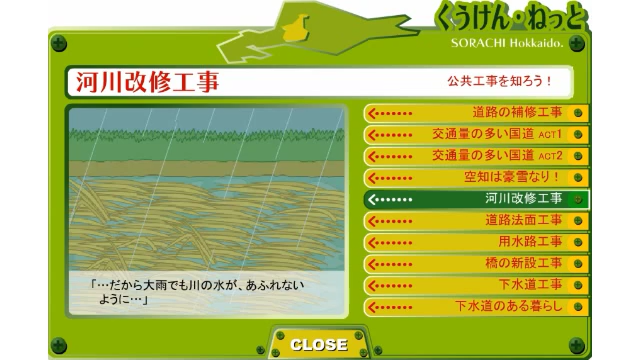 くうけん・ねっと
SORACHI Hokkaido.
河川改修工事
公共工事を知ろう!
道路の補修工事
交通量の多い国道 ACT1
交通量の多い国道 ACT2
空知は豪雪なり!
河川改修工事
道路法面工事
用水路工事
橋の新設工事
下水道工事
下水道のある暮らし
「…だから大雨でも川の水が、あふれない
ように…」
CLOSE